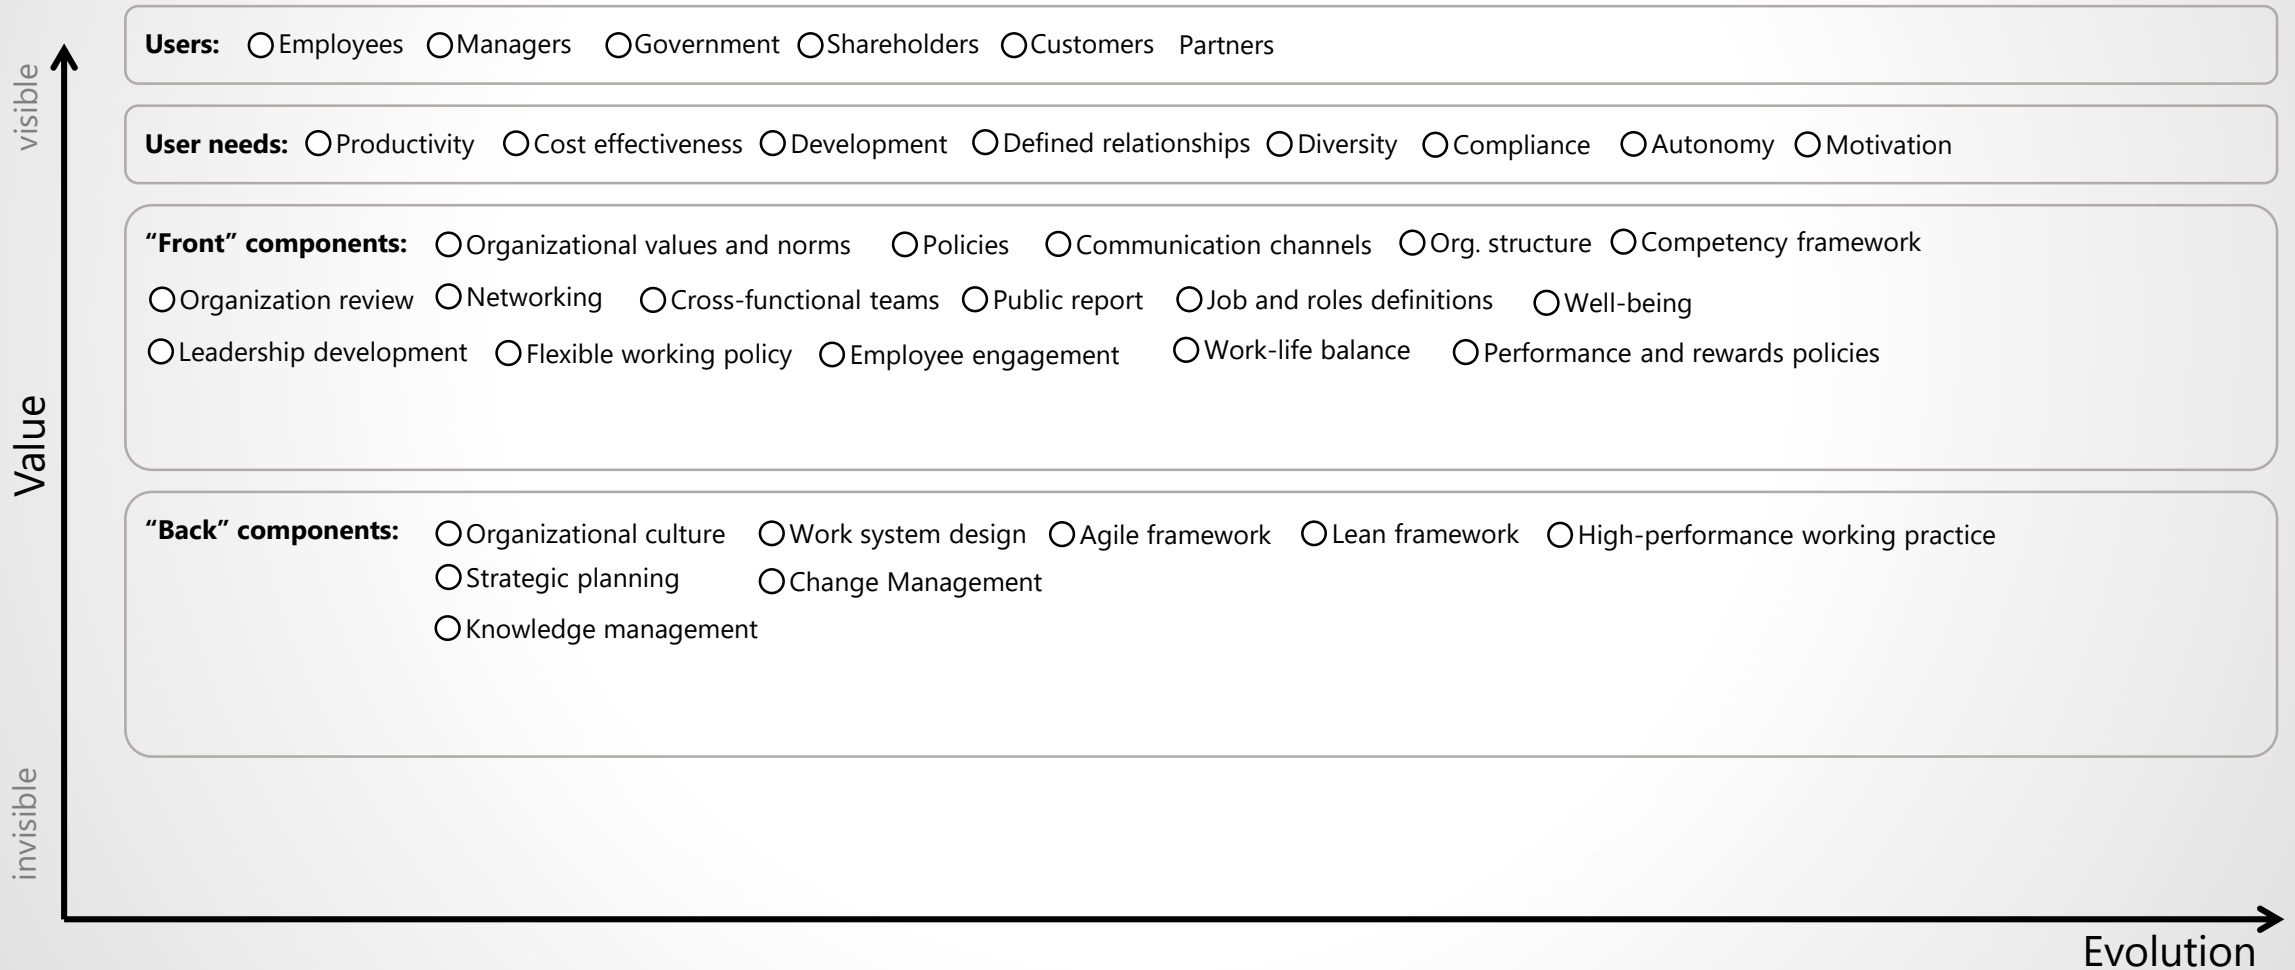 Users: Employees Managers Government Shareholders Customers Partners
visible
User needs: Productivity Cost effectiveness Development Defined relationships Diversity Compliance Autonomy Motivation
“Front” components: Organizational values and norms Policies Communication channels Org. structure Competency framework
Organization review Networking Cross-functional teams Public report Job and roles definitions Well-being
Leadership development Flexible working policy Employee engagement Work-life balance Performance and rewards policies
Value
“Back” components: Organizational culture Work system design Agile framework Lean framework High-performance working practice
Strategic planning Change Management
Knowledge management
invisible
Evolution